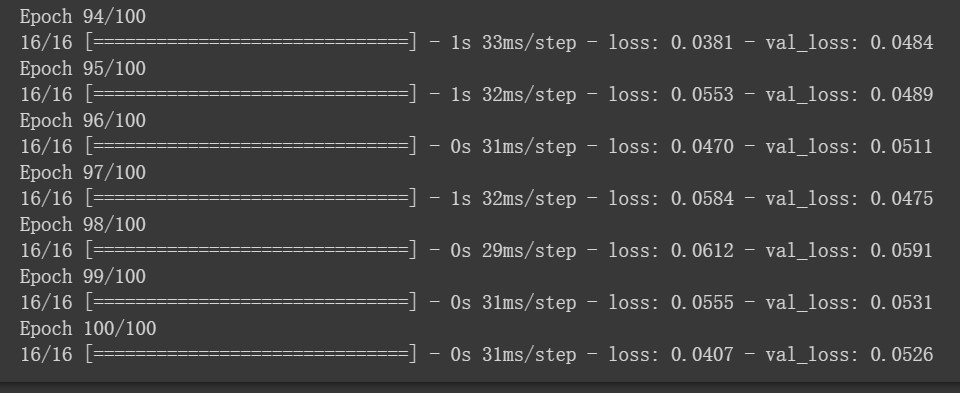 Epoch 94/100
16/16 [==============================] - 1s 33ms/step - loss: 0.0381 - val_loss: 0.0484
Epoch 95/100
16/16 [==============================] - 1s 32ms/step - loss: 0.0553 - val_loss: 0.0489
Epoch 96/100
16/16 [==============================] - 0s 31ms/step - loss: 0.0470 - val_loss: 0.0511
Epoch 97/100
16/16 [==============================] - 1s 32ms/step - loss: 0.0584 - val_loss: 0.0475
Epoch 98/100
16/16 [==============================] - 0s 29ms/step - loss: 0.0612 - val_loss: 0.0591
Epoch 99/100
16/16 [==============================] - 0s 31ms/step - loss: 0.0555 - val_loss: 0.0531
Epoch 100/100
16/16 [==============================] - 0s 31ms/step - loss: 0.0407 - val_loss: 0.0526